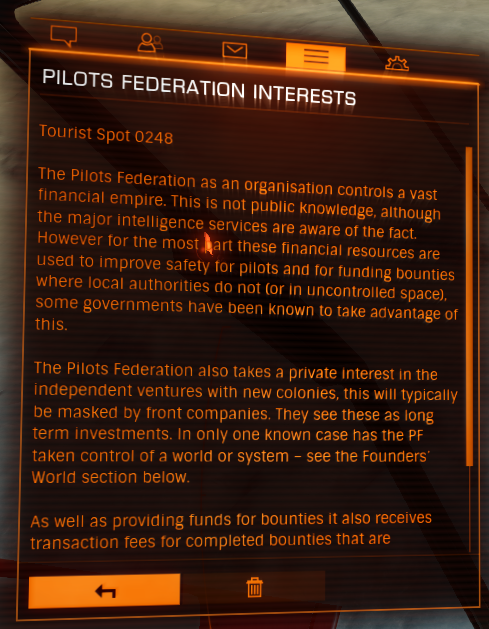 PILOTS FEDERATION INTERESTS
Tourist Spot 0248
The Pilots Federation as an organisation controls a vast
financial empire. This is not public knowledge, although
the major intelligence services are aware of the fact.
However for the most part these financial resources are
used to improve safety for pilots and for funding bounties
where local authorities do not (or in uncontrolled space),
some governments have been known to take advantage of
this.
The Pilots Federation also takes a private interest in the
independent ventures with new colonies, this will typically
be masked by front companies. They see these as long
term investments. In only one known case has the PF
taken control of a world or system – see the Founders'
World section below.
As well as providing funds for bounties it also receives
transaction fees for completed bounties that are